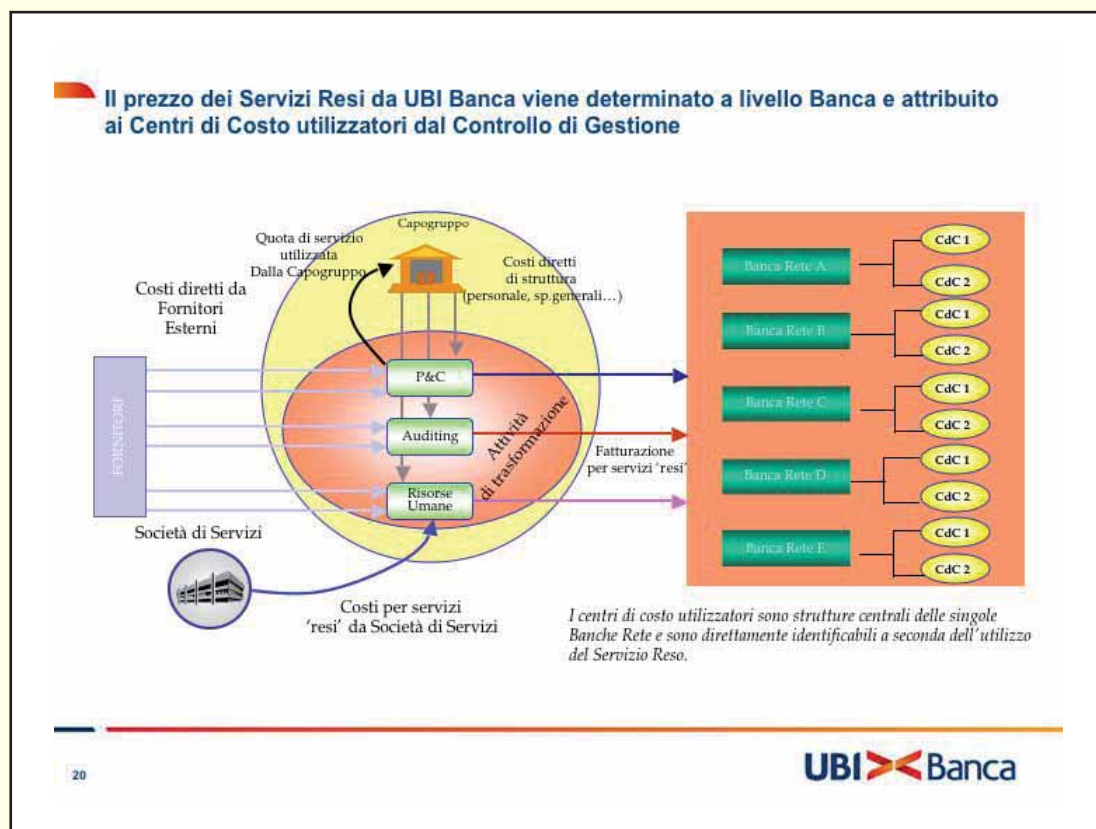 Il prezzo dei Servizi Resi da UBI Banca viene determinato a livello Banca e attribuito
ai Centri di Costo utilizzatori dal Controllo di Gestione
Capogruppo
Quota di servizio
utilizzata
Dalla Capogruppo
Costi diretti
di struttura
(personale, sp.generali…)
Costi diretti da
Fornitori
Esterni
FORNITORI
P&C
Auditing
Risorse
Umane
Attività
di trasformazione
Fatturazione
per servizi 'resi'
Società di Servizi
Costi per servizi
'resi' da Società di Servizi
Banca Rete A
CdC 1
CdC 2
Banca Rete B
CdC 1
CdC 2
Banca Rete C
CdC 1
CdC 2
Banca Rete D
CdC 1
CdC 2
Banca Rete E
CdC 1
CdC 2
I centri di costo utilizzatori sono strutture centrali delle singole
Banche Rete e sono direttamente identificabili a seconda dell'utilizzo
del Servizio Reso.
20
UBI Banca